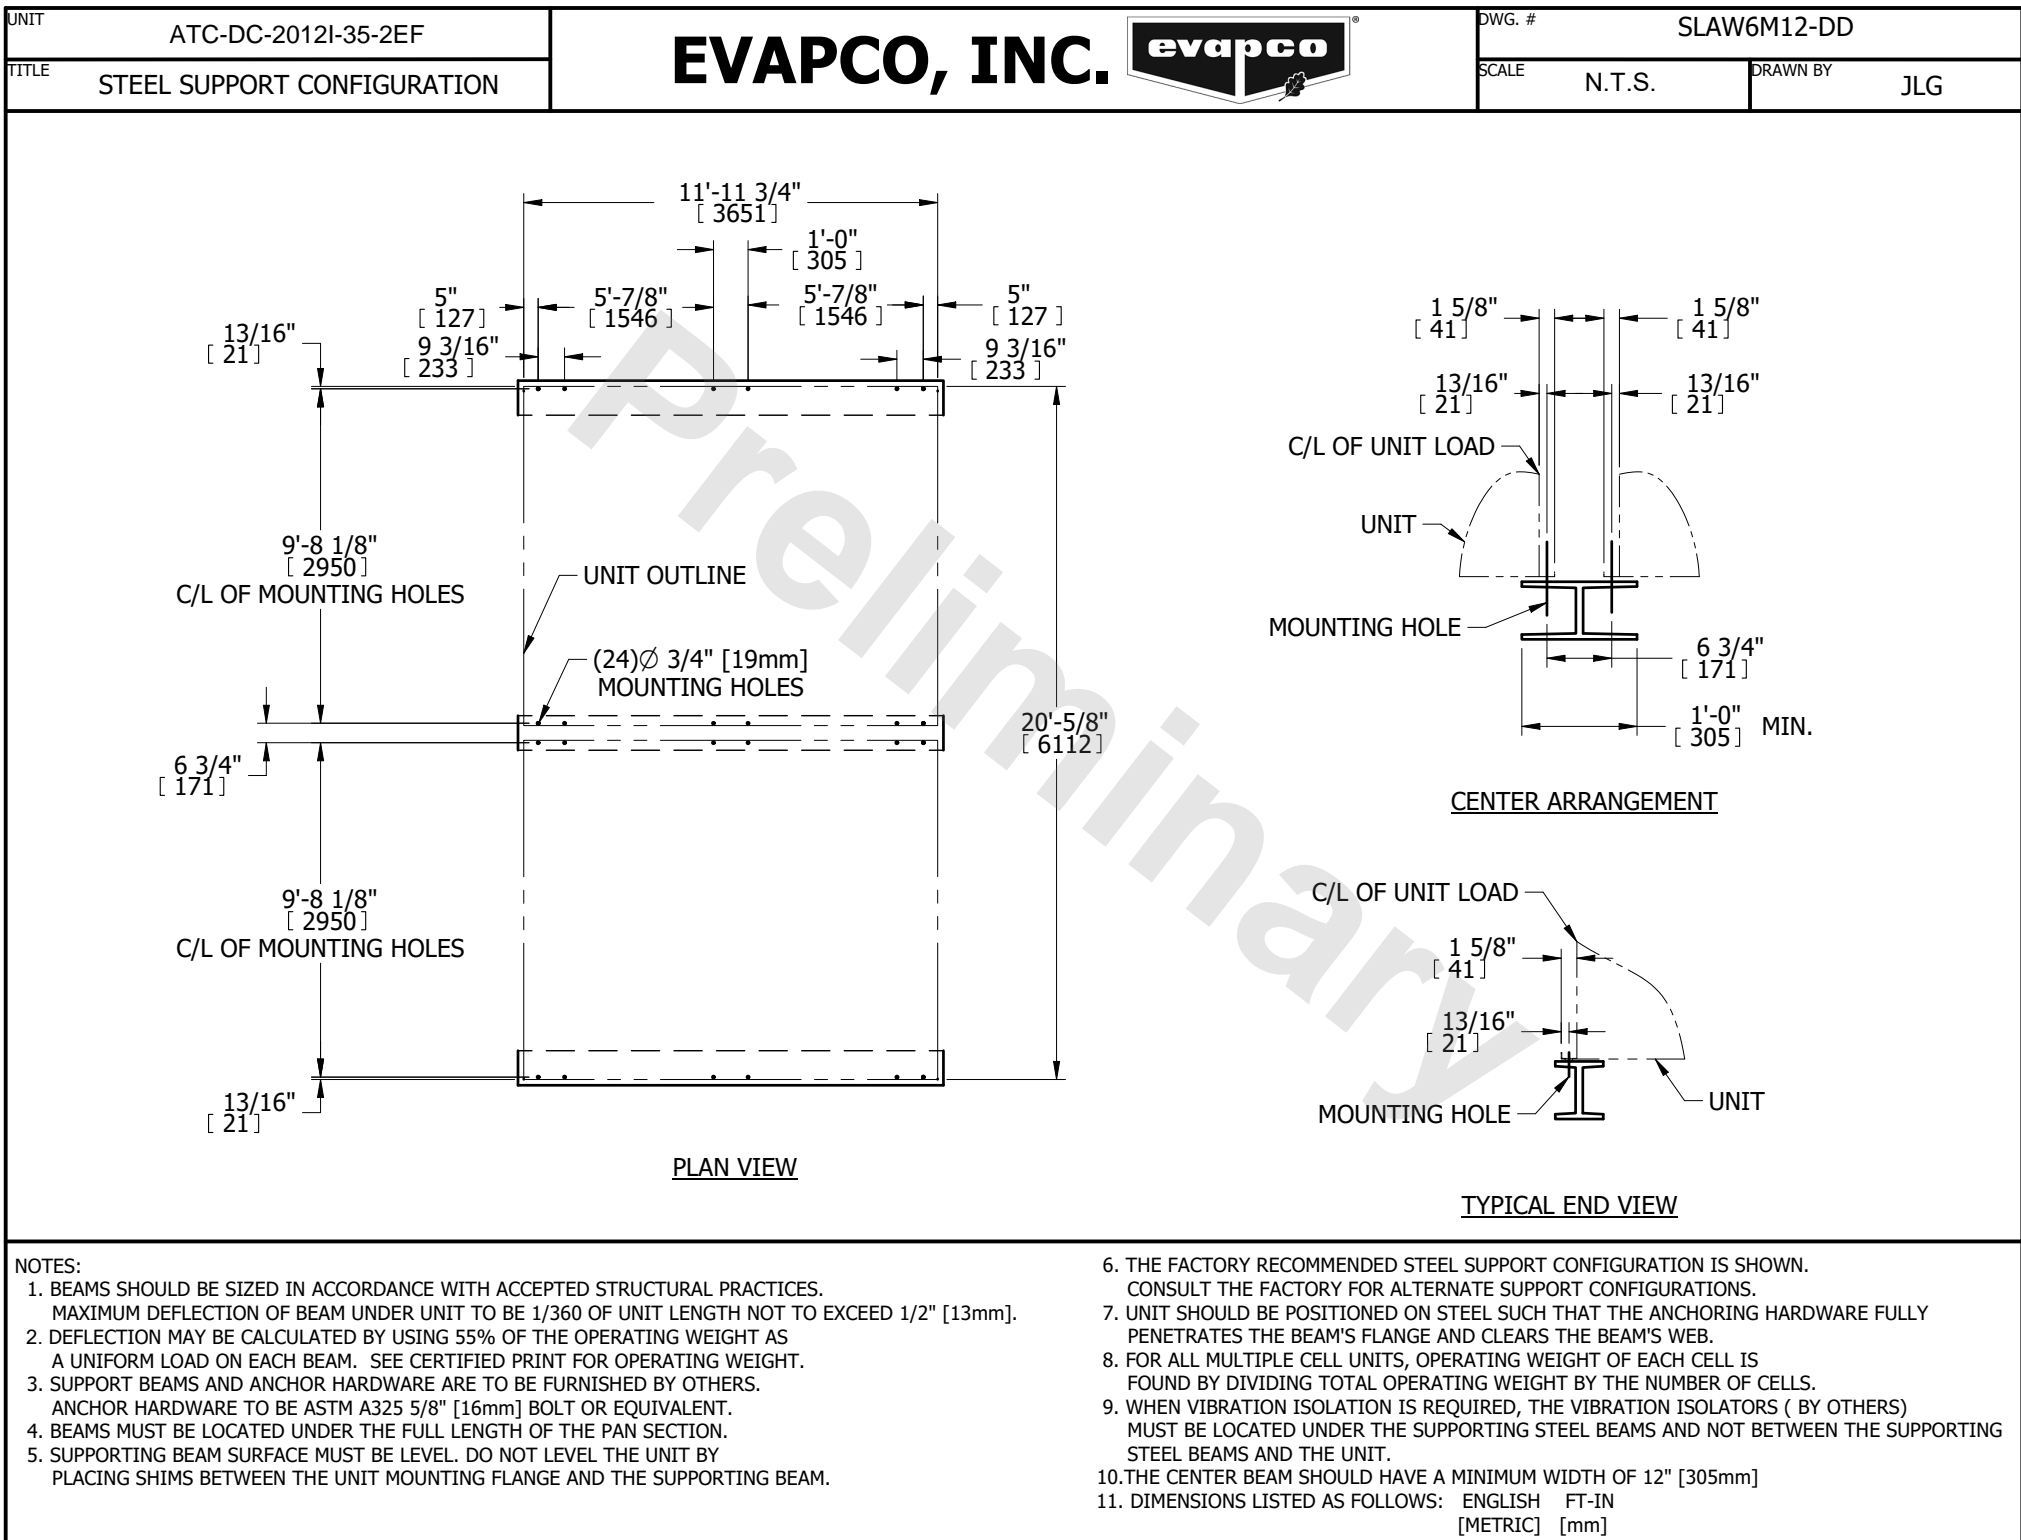 UNIT
ATC-DC-2012I-35-2EF
TITLE
STEEL SUPPORT CONFIGURATION
EVAPCO, INC.
evapco
®
DWG. #
SLAW6M12-DD
SCALE
N.T.S.
DRAWN BY
JLG
11'-11 3/4"
[ 3651 ]
1'-0"
[ 305 ]
5"
[ 127 ]
5'-7/8"
[ 1546 ]
5'-7/8"
[ 1546 ]
5"
[ 127 ]
13/16"
[ 21 ]
9 3/16"
[ 233 ]
9 3/16"
[ 233 ]
9'-8 1/8"
[ 2950 ]
C/L OF MOUNTING HOLES
UNIT OUTLINE
(24)Ø 3/4" [19mm]
MOUNTING HOLES
6 3/4"
[ 171 ]
20'-5/8"
[ 6112 ]
9'-8 1/8"
[ 2950 ]
C/L OF MOUNTING HOLES
13/16"
[ 21 ]
PLAN VIEW
Preliminary
1 5/8"
[ 41 ]
1 5/8"
[ 41 ]
13/16"
[ 21 ]
13/16"
[ 21 ]
C/L OF UNIT LOAD
UNIT
MOUNTING HOLE
6 3/4"
[ 171 ]
1'-0"
[ 305 ]
MIN.
CENTER ARRANGEMENT
C/L OF UNIT LOAD
1 5/8"
[ 41 ]
13/16"
[ 21 ]
MOUNTING HOLE
UNIT
TYPICAL END VIEW
NOTES:
1. BEAMS SHOULD BE SIZED IN ACCORDANCE WITH ACCEPTED STRUCTURAL PRACTICES.
MAXIMUM DEFLECTION OF BEAM UNDER UNIT TO BE 1/360 OF UNIT LENGTH NOT TO EXCEED 1/2" [13mm].
2. DEFLECTION MAY BE CALCULATED BY USING 55% OF THE OPERATING WEIGHT AS
A UNIFORM LOAD ON EACH BEAM. SEE CERTIFIED PRINT FOR OPERATING WEIGHT.
3. SUPPORT BEAMS AND ANCHOR HARDWARE ARE TO BE FURNISHED BY OTHERS.
ANCHOR HARDWARE TO BE ASTM A325 5/8" [16mm] BOLT OR EQUIVALENT.
4. BEAMS MUST BE LOCATED UNDER THE FULL LENGTH OF THE PAN SECTION.
5. SUPPORTING BEAM SURFACE MUST BE LEVEL. DO NOT LEVEL THE UNIT BY
PLACING SHIMS BETWEEN THE UNIT MOUNTING FLANGE AND THE SUPPORTING BEAM.
6. THE FACTORY RECOMMENDED STEEL SUPPORT CONFIGURATION IS SHOWN.
CONSULT THE FACTORY FOR ALTERNATE SUPPORT CONFIGURATIONS.
7. UNIT SHOULD BE POSITIONED ON STEEL SUCH THAT THE ANCHORING HARDWARE FULLY
PENETRATES THE BEAM'S FLANGE AND CLEARS THE BEAM'S WEB.
8. FOR ALL MULTIPLE CELL UNITS, OPERATING WEIGHT OF EACH CELL IS
FOUND BY DIVIDING TOTAL OPERATING WEIGHT BY THE NUMBER OF CELLS.
9. WHEN VIBRATION ISOLATION IS REQUIRED, THE VIBRATION ISOLATORS ( BY OTHERS)
MUST BE LOCATED UNDER THE SUPPORTING STEEL BEAMS AND NOT BETWEEN THE SUPPORTING
STEEL BEAMS AND THE UNIT.
10.THE CENTER BEAM SHOULD HAVE A MINIMUM WIDTH OF 12" [305mm]
11. DIMENSIONS LISTED AS FOLLOWS: ENGLISH FT-IN
[METRIC] [mm]